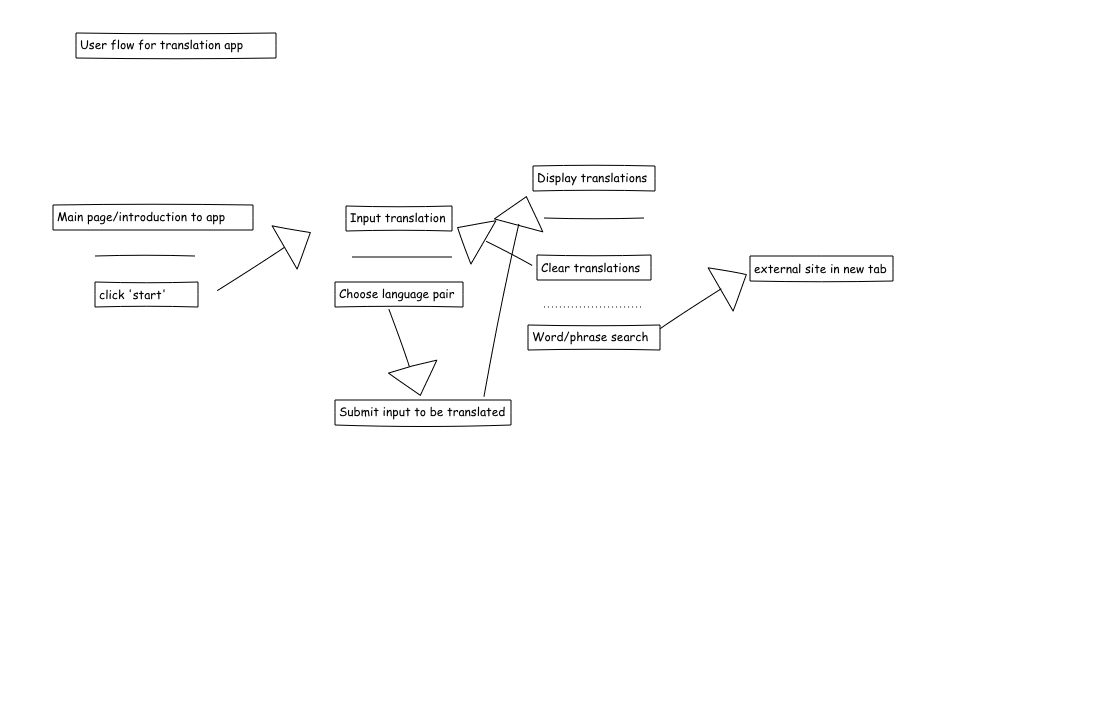 User flow for translation app
Main page/introduction to app
click 'start'
Input translation
Choose language pair
Submit input to be translated
Display translations
Clear translations
Word/phrase search
external site in new tab